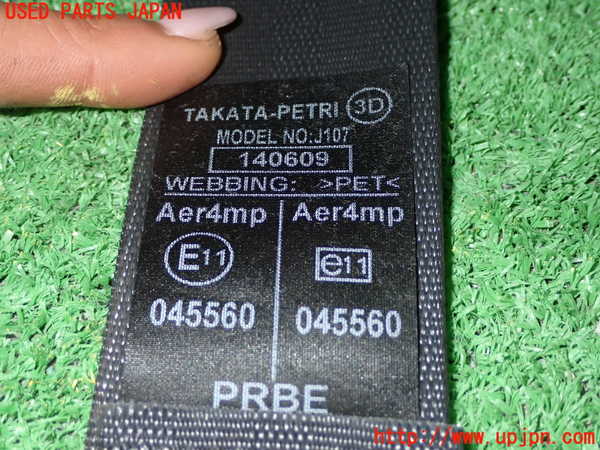 USED PARTS JAPAN
TAKATA-PETRI 3D
MODEL NO:J107
140609
WEBBING: >PET<
Aer4mp Aer4mp
E11 e11
045560 045560
PRBE
http://www.upjpn.com/